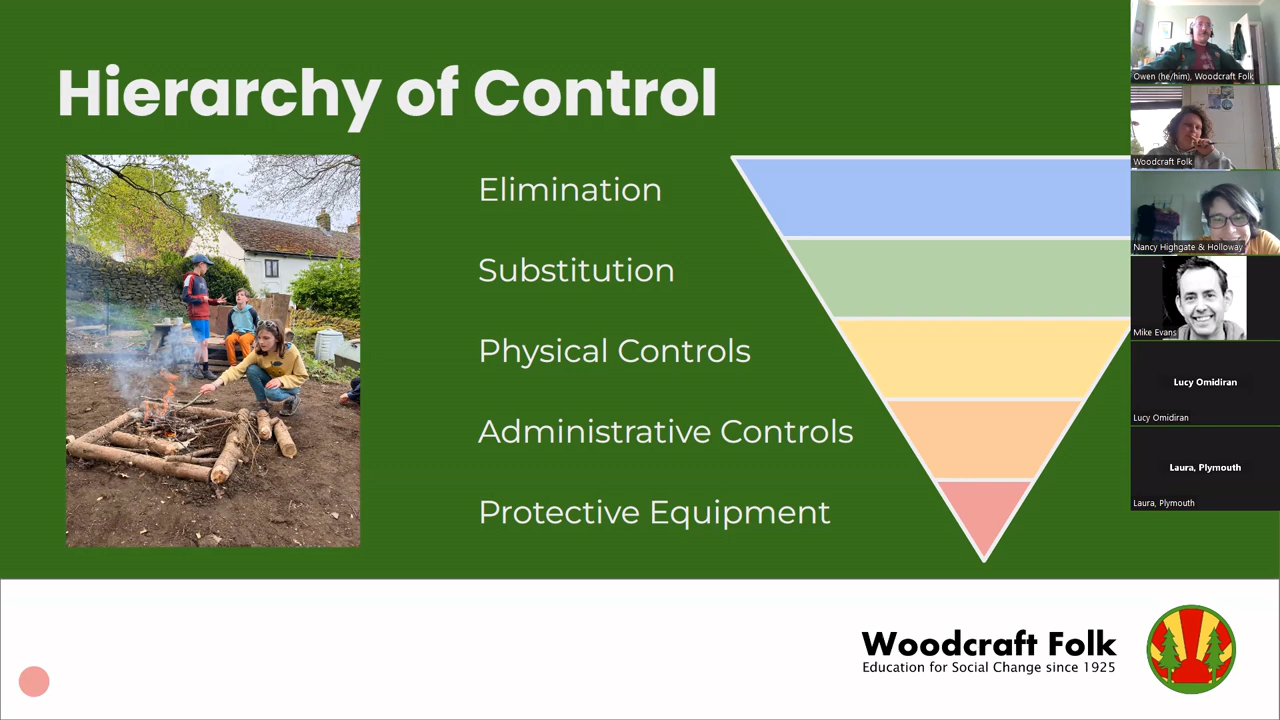 Hierarchy of Control
Elimination
Substitution
Physical Controls
Administrative Controls
Protective Equipment
Woodcraft Folk
Education for Social Change since 1925
Owen (he/him), Woodcraft Folk
Woodcraft Folk
Nancy Highgate & Holloway
Mike Evans
Lucy Omidiran
Lucy Omidiran
Laura, Plymouth
Laura, Plymouth